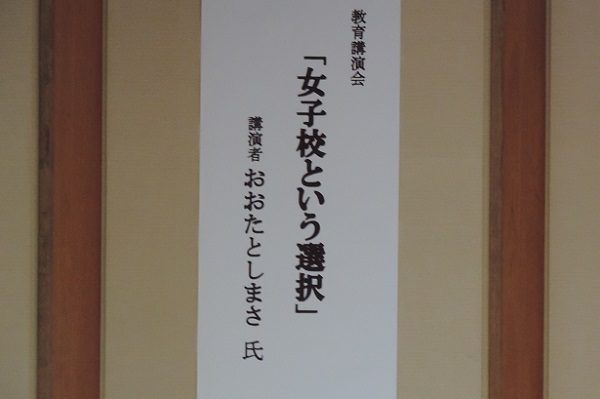 教育講演会
「女子校という選択」
講演者 おおたとしまさ 氏